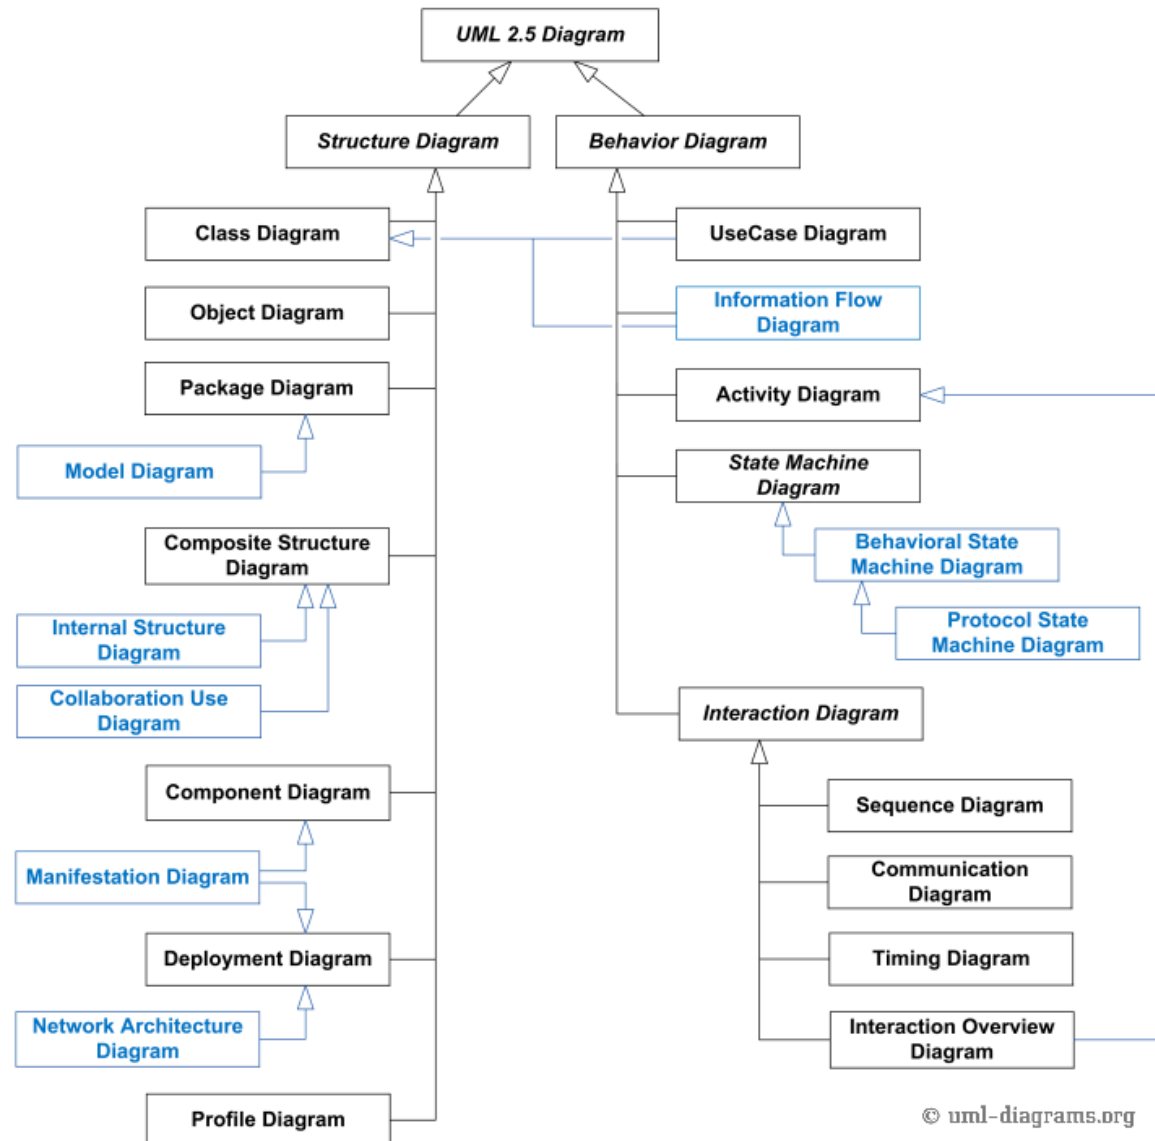 UML 2.5 Diagram
Structure Diagram
Behavior Diagram
Class Diagram
UseCase Diagram
Object Diagram
Information Flow
Diagram
Package Diagram
Activity Diagram
Model Diagram
State Machine
Diagram
Composite Structure
Diagram
Behavioral State
Machine Diagram
Internal Structure
Diagram
Protocol State
Machine Diagram
Collaboration Use
Diagram
Interaction Diagram
Component Diagram
Sequence Diagram
Manifestation Diagram
Communication
Diagram
Deployment Diagram
Timing Diagram
Network Architecture
Diagram
Interaction Overview
Diagram
Profile Diagram
© uml-diagrams.org